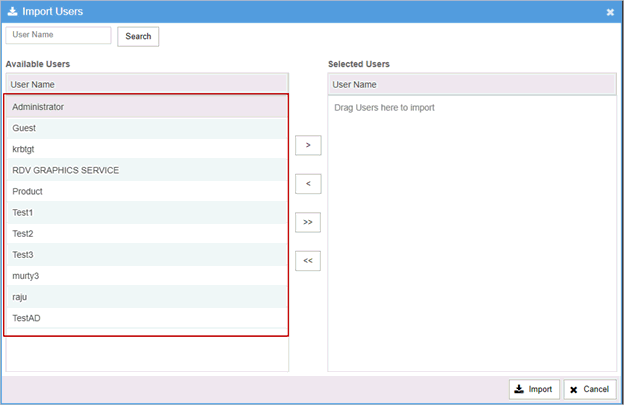 Import Users
User Name
Search
Available Users
User Name
Administrator
Guest
krbtgt
RDV GRAPHICS SERVICE
Product
Test1
Test2
Test3
murty3
raju
TestAD
>
<
>>
<<
Selected Users
User Name
Drag Users here to import
Import
Cancel